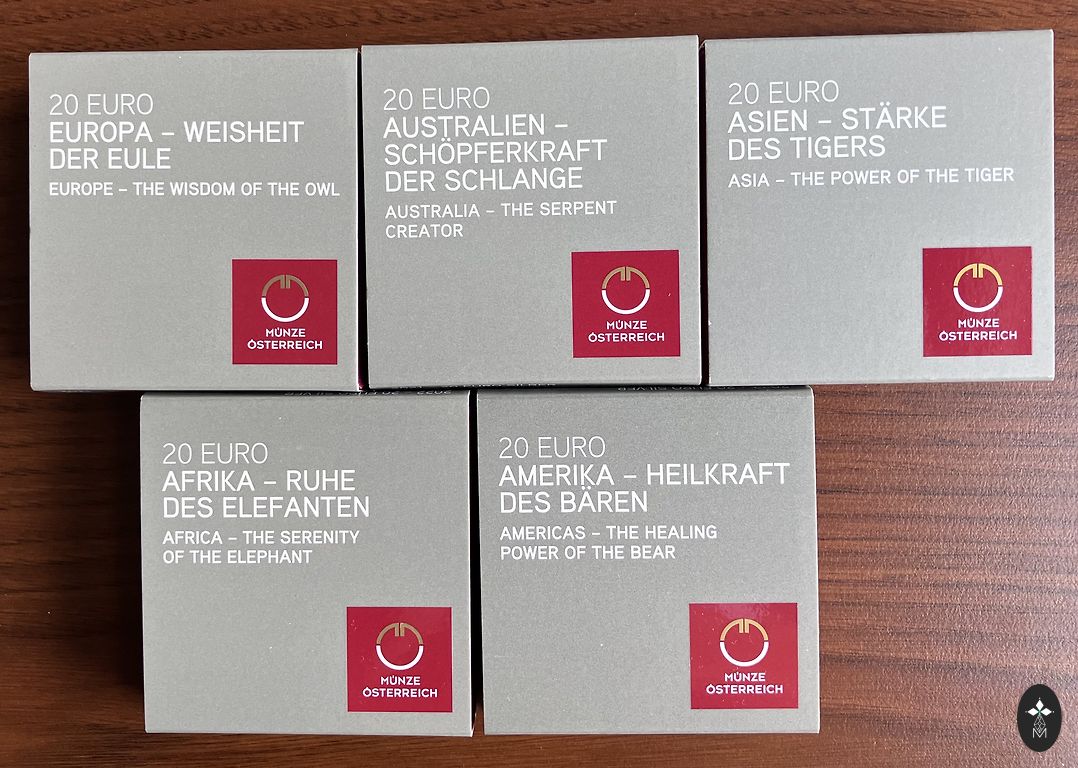 20 EURO
EUROPA – WEISHEIT
DER EULE
EUROPE – THE WISDOM OF THE OWL
MÜNZE
ÖSTERREICH
20 EURO
AUSTRALIEN –
SCHÖPFERKRAFT
DER SCHLANGE
AUSTRALIA – THE SERPENT
CREATOR
MÜNZE
ÖSTERREICH
20 EURO
ASIEN – STÄRKE
DES TIGERS
ASIA – THE POWER OF THE TIGER
MÜNZE
ÖSTERREICH
20 EURO
AFRIKA – RUHE
DES ELEFANTEN
AFRICA – THE SERENITY
OF THE ELEPHANT
MÜNZE
ÖSTERREICH
20 EURO
AMERIKA – HEILKRAFT
DES BÄREN
AMERICAS – THE HEALING
POWER OF THE BEAR
MÜNZE
ÖSTERREICH
M